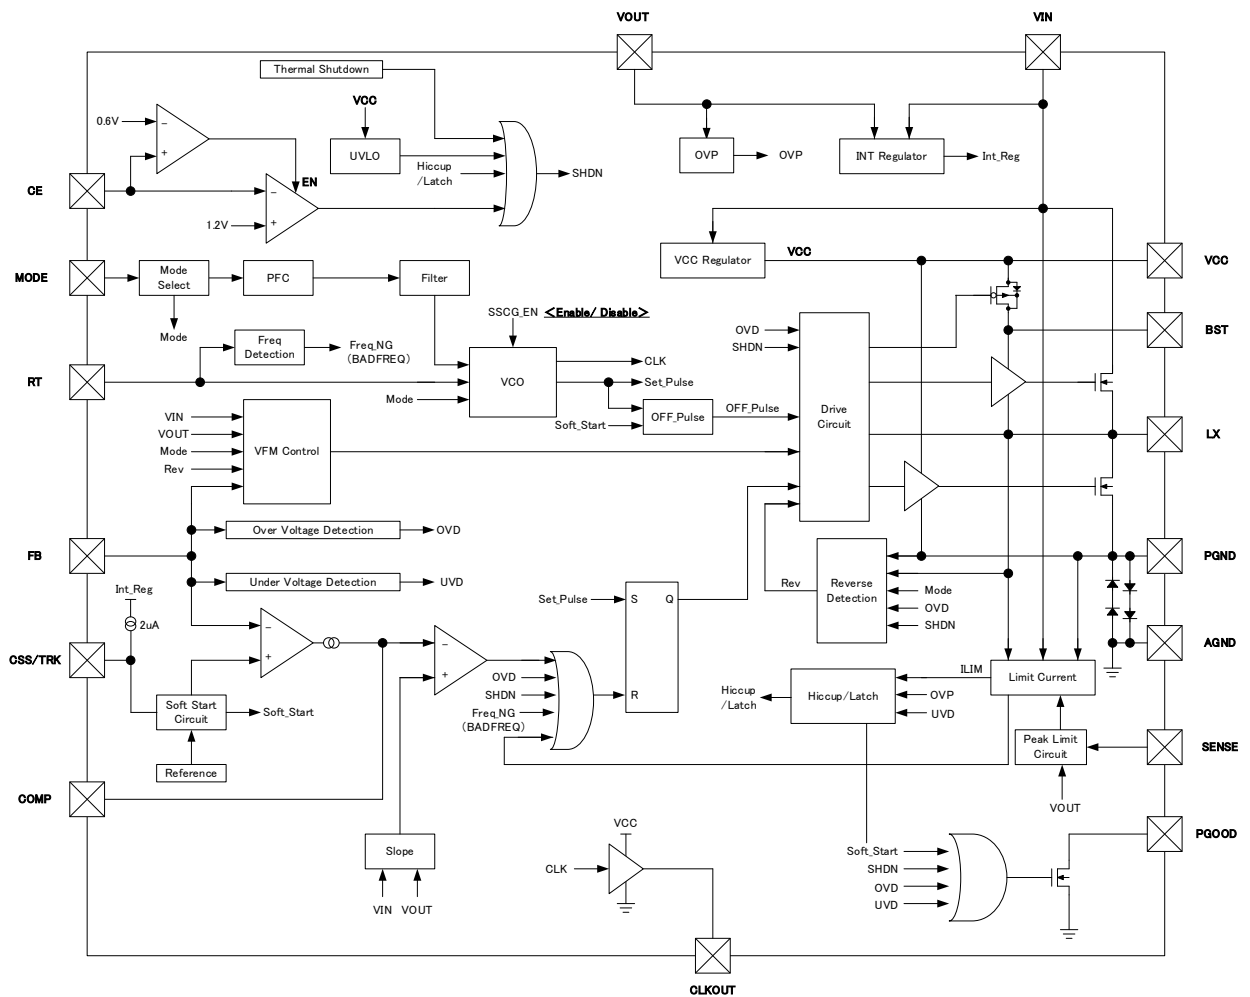 VOUT
VIN
Thermal Shutdown
VCC
0.6V
−
+
UVLO
Hiccup
/Latch
SHDN
OVP
OVP
INT Regulator
Int_Reg
CE
EN
−
+
1.2V
VCC Regulator
VCC
VCC
MODE
Mode
Select
PFC
Filter
Mode
SSCG_EN <Enable/ Disable>
BST
Freq
Detection
Freq_NG
(BADFREQ)
OVD
SHDN
RT
VCO
CLK
Set_Pulse
Mode
Soft_Start
OFF_Pulse
OFF_Pulse
Drive
Circuit
VIN
VOUT
Mode
Rev
VFM Control
LX
Over Voltage Detection
OVD
FB
PGND
Under Voltage Detection
UVD
Rev
Reverse
Detection
Mode
OVD
SHDN
Int_Reg
2uA
−
+
Set_Pulse
S
Q
R
AGND
CSS/TRK
−
+
OVD
SHDN
Freq_NG
(BADFREQ)
ILIM
Limit Current
Hiccup
/Latch
Hiccup/Latch
OVP
UVD
Soft Start
Circuit
Soft_Start
Reference
Peak Limit
Circuit
SENSE
VOUT
COMP
VCC
PGOOD
Slope
CLK
VIN
VOUT
Soft_Start
SHDN
OVD
UVD
CLKOUT